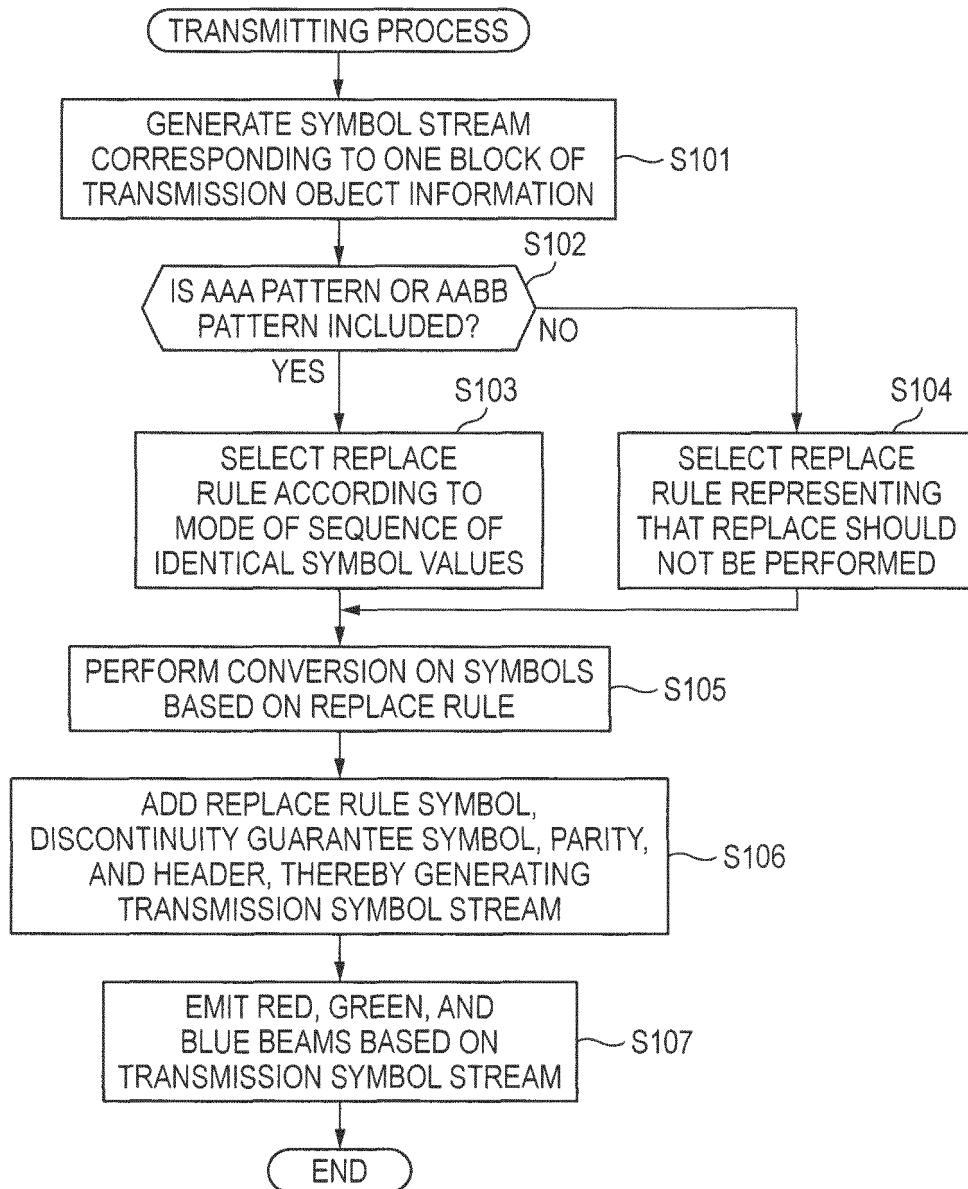 TRANSMITTING PROCESS
GENERATE SYMBOL STREAM
CORRESPONDING TO ONE BLOCK OF
TRANSMISSION OBJECT INFORMATION
S101
S102
IS AAA PATTERN OR AABB
PATTERN INCLUDED?
NO
YES
S103
SELECT REPLACE
RULE ACCORDING TO
MODE OF SEQUENCE OF
IDENTICAL SYMBOL VALUES
S104
SELECT REPLACE
RULE REPRESENTING
THAT REPLACE SHOULD
NOT BE PERFORMED
PERFORM CONVERSION ON SYMBOLS
BASED ON REPLACE RULE
S105
ADD REPLACE RULE SYMBOL,
DISCONTINUITY GUARANTEE SYMBOL, PARITY,
AND HEADER, THEREBY GENERATING
TRANSMISSION SYMBOL STREAM
S106
EMIT RED, GREEN, AND
BLUE BEAMS BASED ON
TRANSMISSION SYMBOL STREAM
S107
END